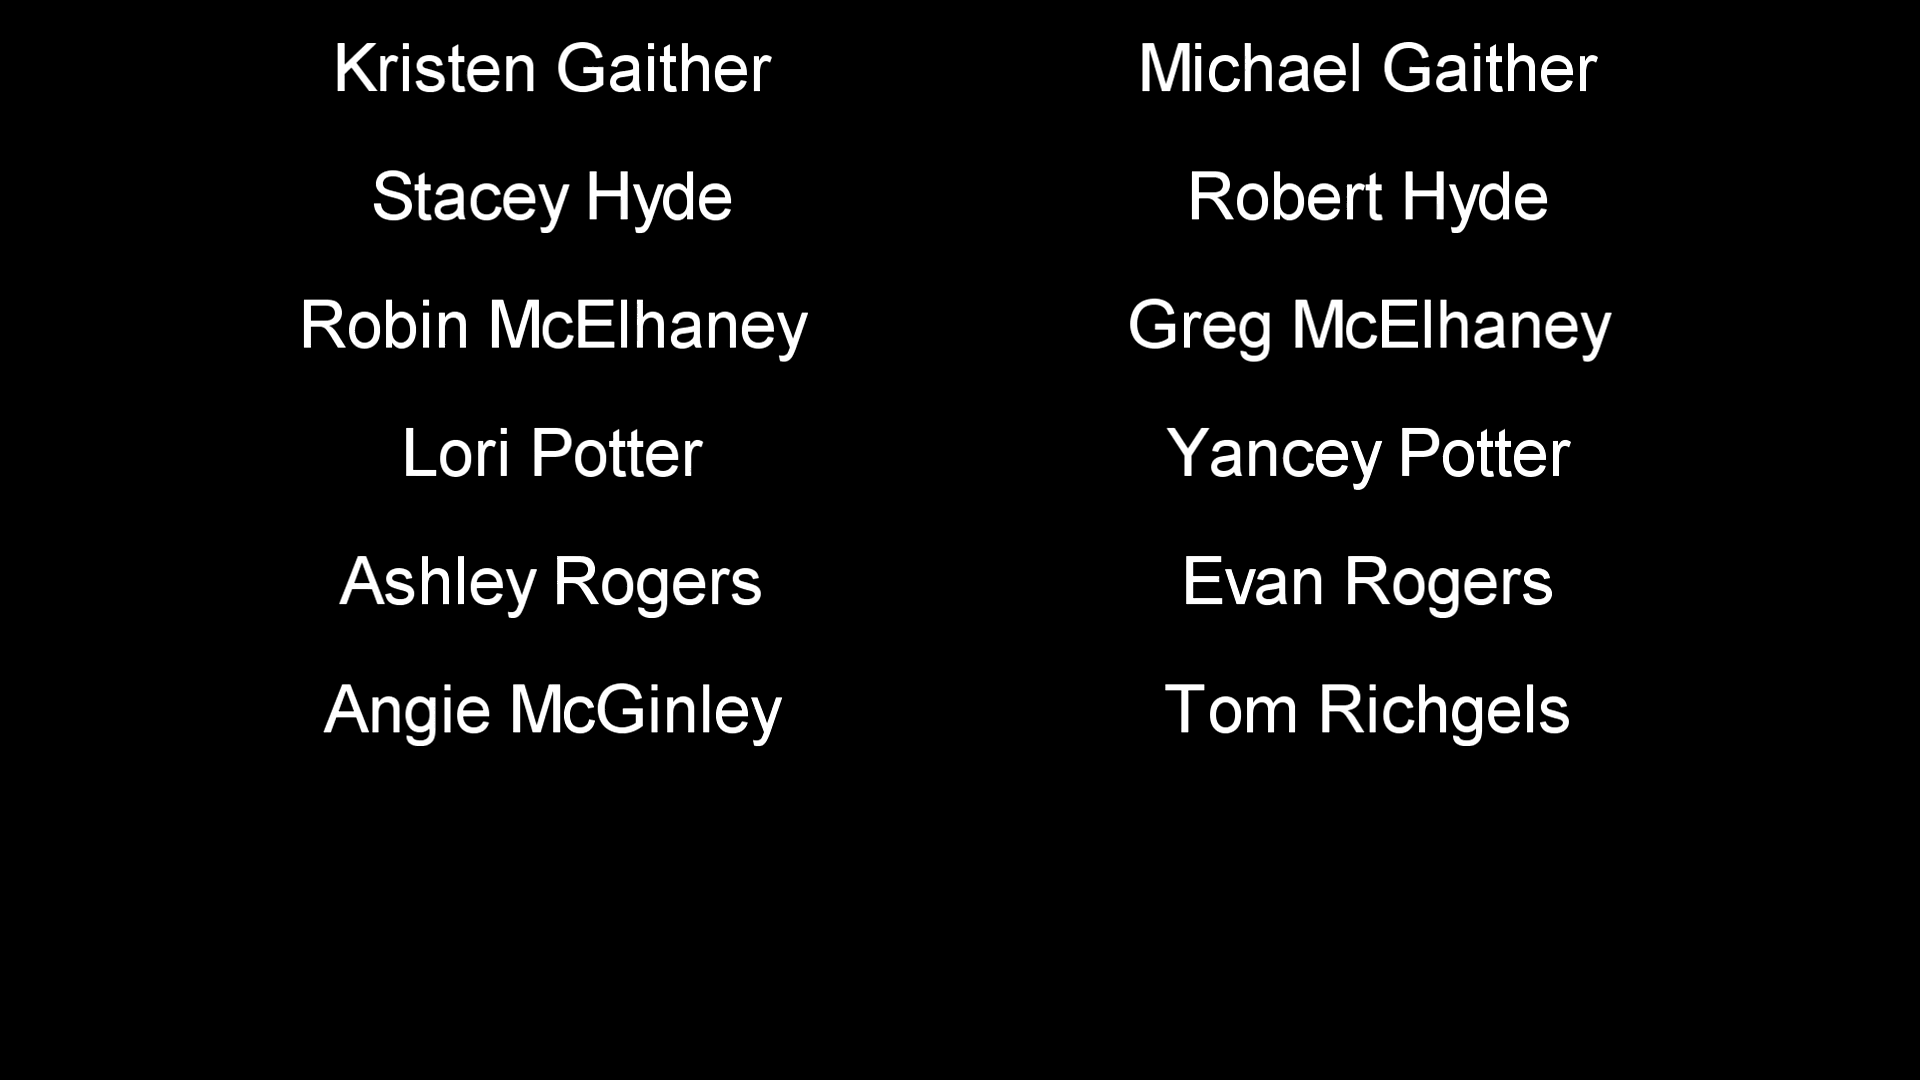 Kristen Gaither Michael Gaither
Stacey Hyde Robert Hyde
Robin McElhaney Greg McElhaney
Lori Potter Yancey Potter
Ashley Rogers Evan Rogers
Angie McGinley Tom Richgels